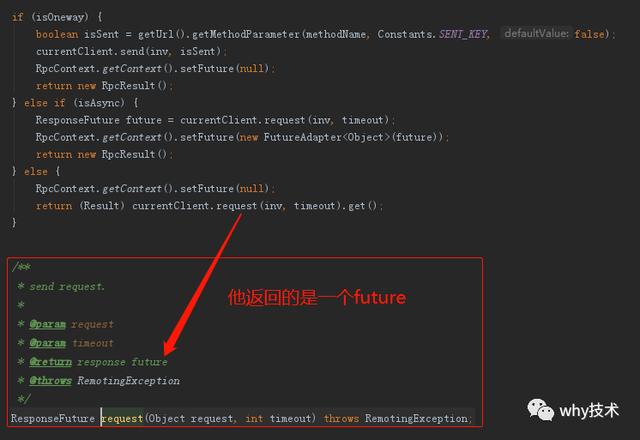 if (isOneway) {
boolean isSent = getUrl().getMethodParameter(methodName, Constants.SENT_KEY, defaultValue: false);
currentClient.send(inv, isSent);
RpcContext.getContext().setFuture(null);
return new RpcResult();
} else if (isAsync) {
ResponseFuture future = currentClient.request(inv, timeout);
RpcContext.getContext().setFuture(new FutureAdapter<Object>(future));
return new RpcResult();
} else {
RpcContext.getContext().setFuture(null);
return (Result) currentClient.request(inv, timeout).get();
}
/**
* send request.
*
* @param request
* @param timeout
* @return response future
* @throws RemotingException
*/
ResponseFuture request(Object request, int timeout) throws RemotingException;
他返回的是一个future
why技术